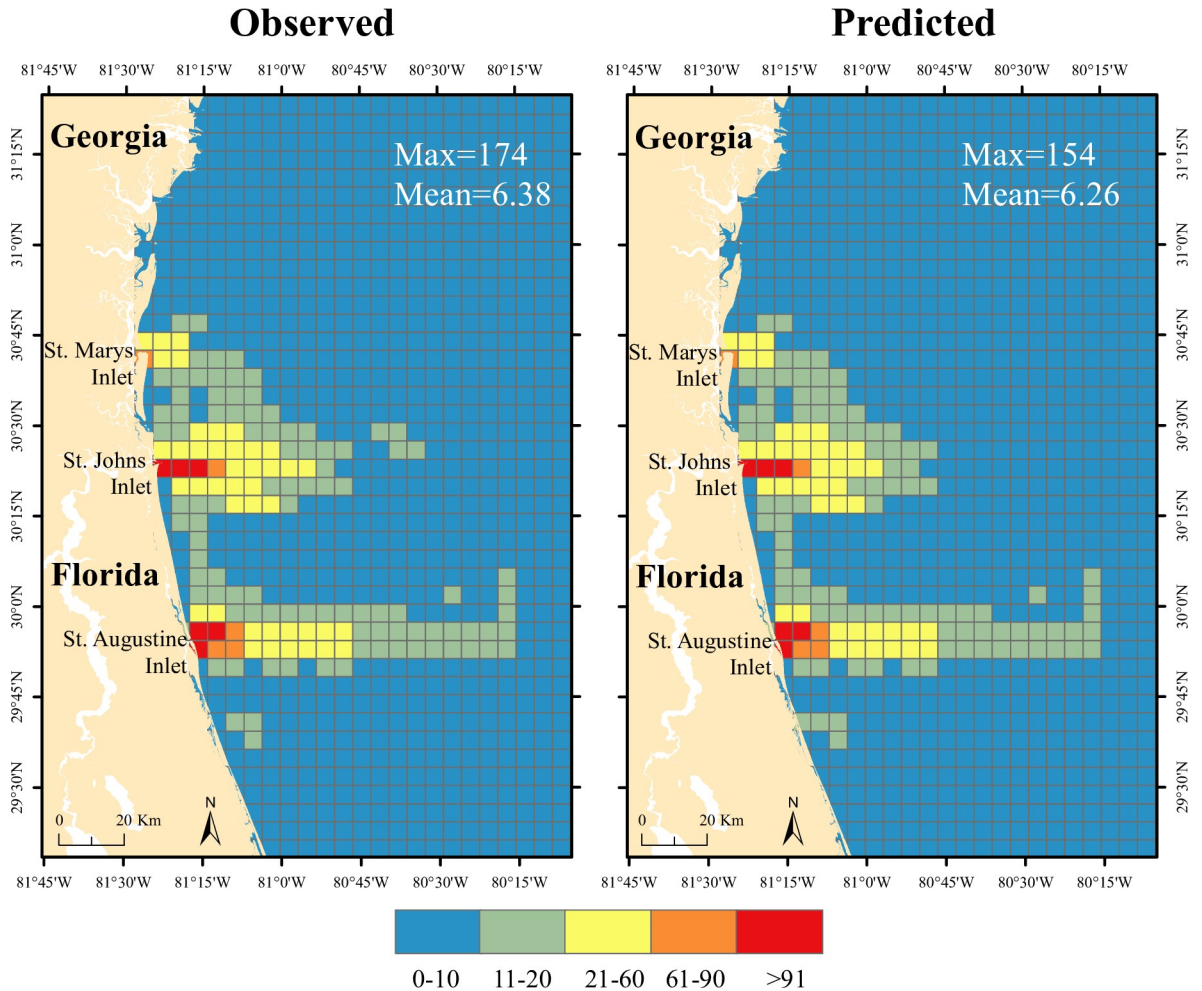 Observed
Predicted
81°45'W 81°30'W 81°15'W 81°0'W 80°45'W 80°30'W 80°15'W
81°45'W 81°30'W 81°15'W 81°0'W 80°45'W 80°30'W 80°15'W
Georgia
Max=174
Mean=6.38
St. Marys
Inlet
St. Johns
Inlet
Florida
St. Augustine
Inlet
N
0 20 Km
31°15'N
31°0'N
30°45'N
30°30'N
30°15'N
30°0'N
29°45'N
29°30'N
Georgia
Max=154
Mean=6.26
St. Marys
Inlet
St. Johns
Inlet
Florida
St. Augustine
Inlet
N
0 20 Km
31°15'N
31°0'N
30°45'N
30°30'N
30°15'N
30°0'N
29°45'N
29°30'N
81°45'W 81°30'W 81°15'W 81°0'W 80°45'W 80°30'W 80°15'W
81°45'W 81°30'W 81°15'W 81°0'W 80°45'W 80°30'W 80°15'W
0-10 11-20 21-60 61-90 >91